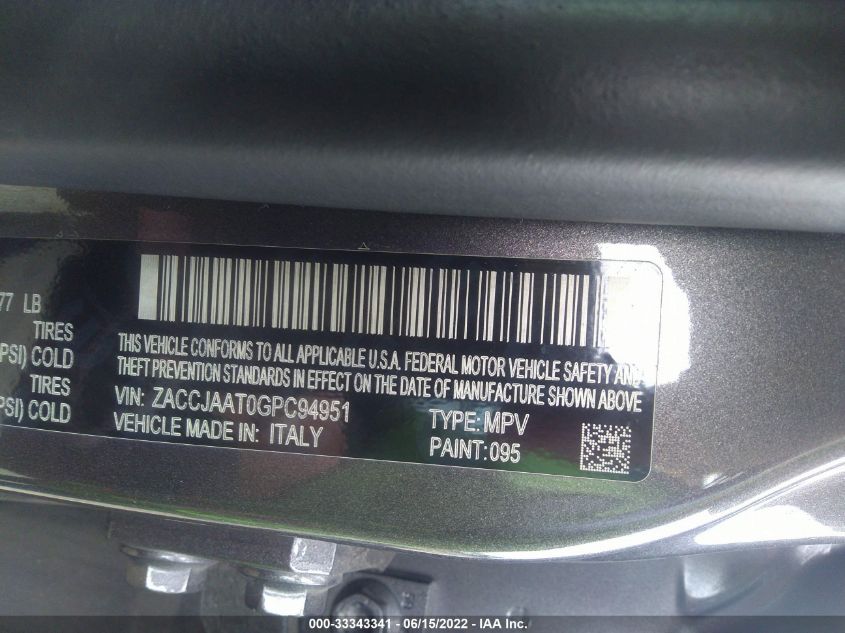 77 LB
TIRES
PSI) COLD
TIRES
PSI) COLD
THIS VEHICLE CONFORMS TO ALL APPLICABLE U.S.A. FEDERAL MOTOR VEHICLE SAFETY AND
THEFT PREVENTION STANDARDS IN EFFECT ON THE DATE OF MANUFACTURE SHOWN ABOVE
VIN: ZACCJAAT0GPC94951
TYPE: MPV
VEHICLE MADE IN: ITALY
PAINT: 095
000-33343341 - 06/15/2022 - IAA Inc.